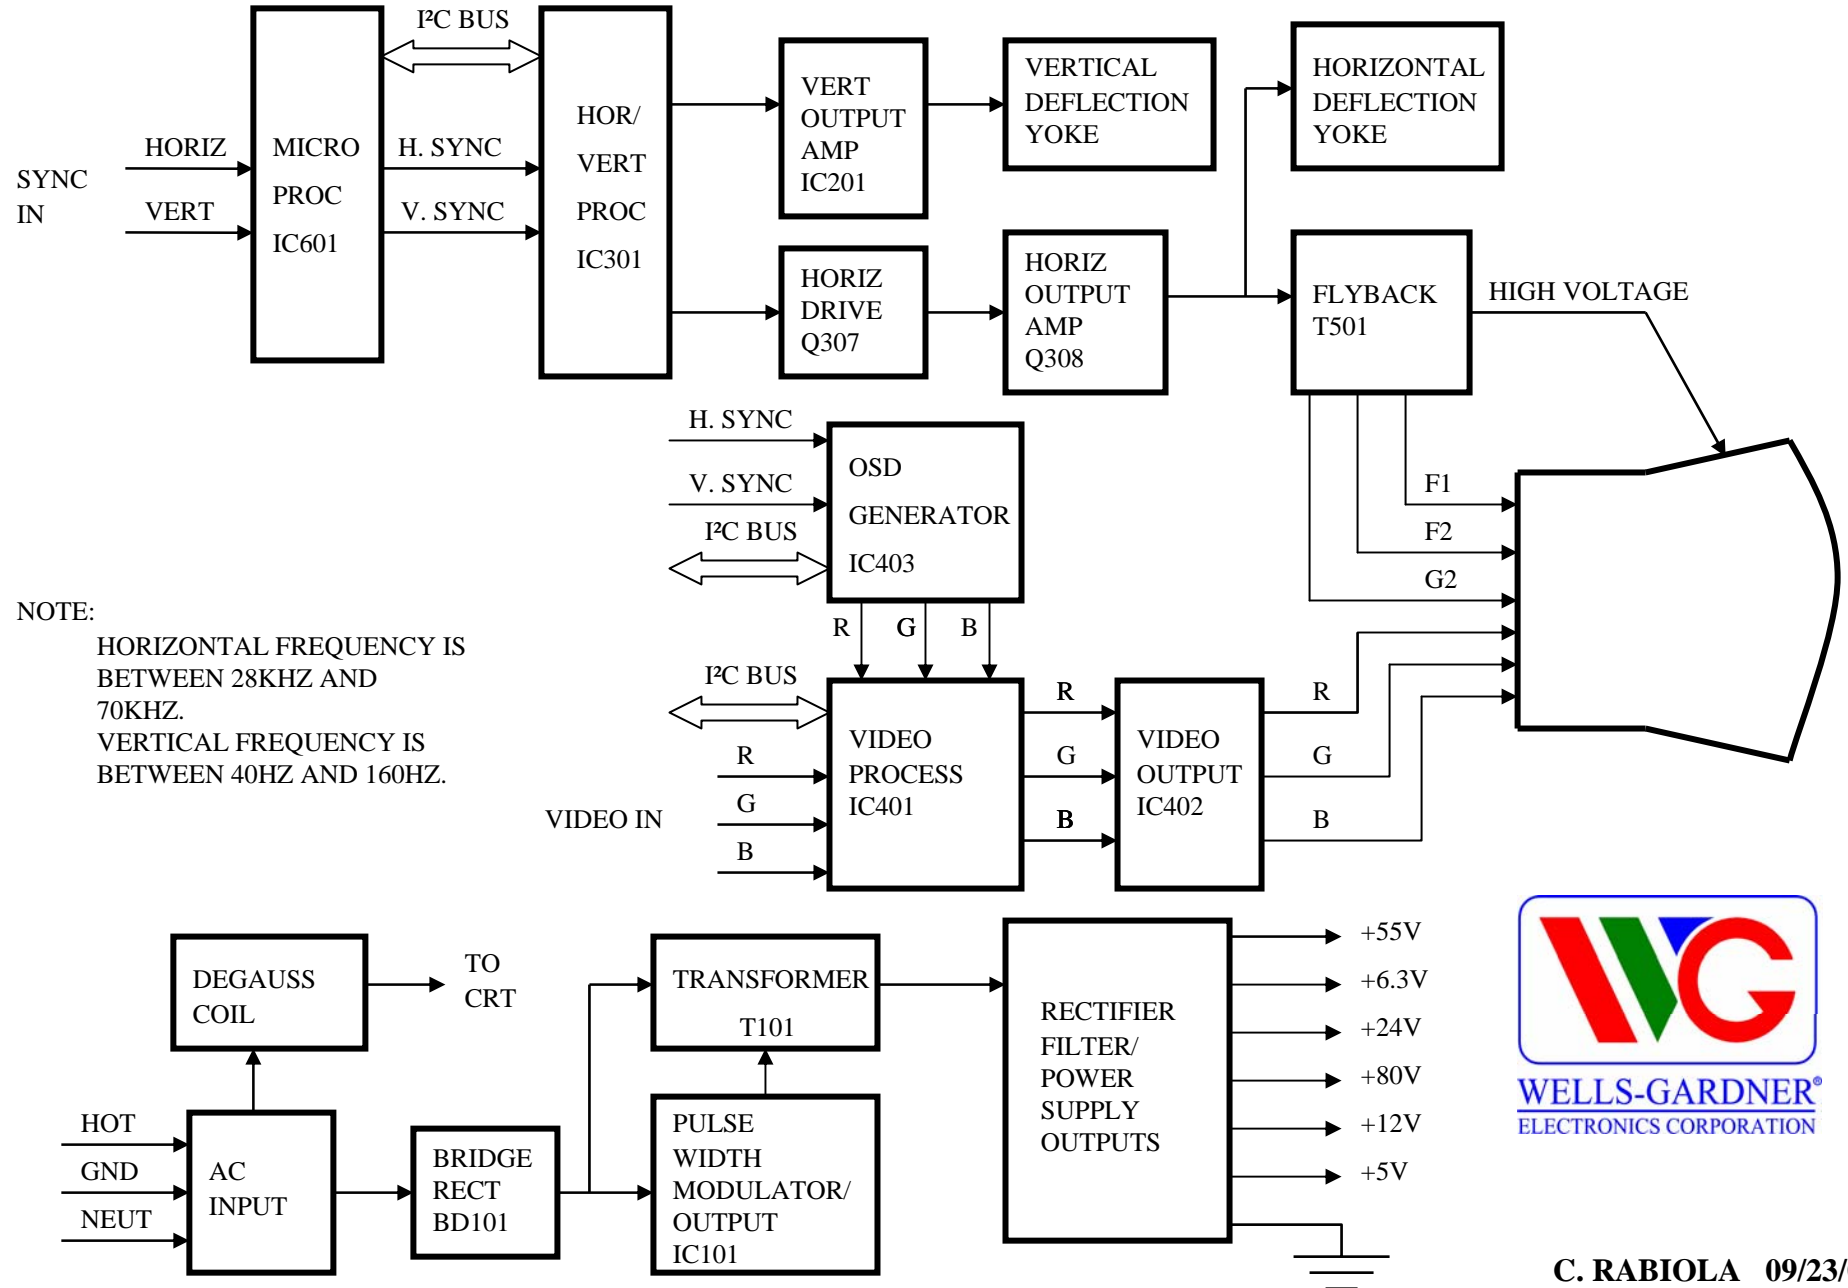 I²C BUS
HORIZ
SYNC
IN
VERT
MICRO
PROC
IC601
H. SYNC
V. SYNC
HOR/
VERT
PROC
IC301
VERT
OUTPUT
AMP
IC201
VERTICAL
DEFLECTION
YOKE
HORIZONTAL
DEFLECTION
YOKE
HORIZ
DRIVE
Q307
HORIZ
OUTPUT
AMP
Q308
FLYBACK
T501
HIGH VOLTAGE
H. SYNC
V. SYNC
I²C BUS
OSD
GENERATOR
IC403
F1
F2
G2
R G B
NOTE:
HORIZONTAL FREQUENCY IS
BETWEEN 28KHZ AND
70KHZ.
VERTICAL FREQUENCY IS
BETWEEN 40HZ AND 160HZ.
I²C BUS
R
G
B
VIDEO IN
VIDEO
PROCESS
IC401
R
G
B
VIDEO
OUTPUT
IC402
R
G
B
DEGAUSS
COIL
TO
CRT
TRANSFORMER
T101
RECTIFIER
FILTER/
POWER
SUPPLY
OUTPUTS
+55V
+6.3V
+24V
+80V
+12V
+5V
HOT
GND
NEUT
AC
INPUT
BRIDGE
RECT
BD101
PULSE
WIDTH
MODULATOR/
OUTPUT
IC101
WG
WELLS-GARDNER®
ELECTRONICS CORPORATION
C. RABIOLA 09/23/